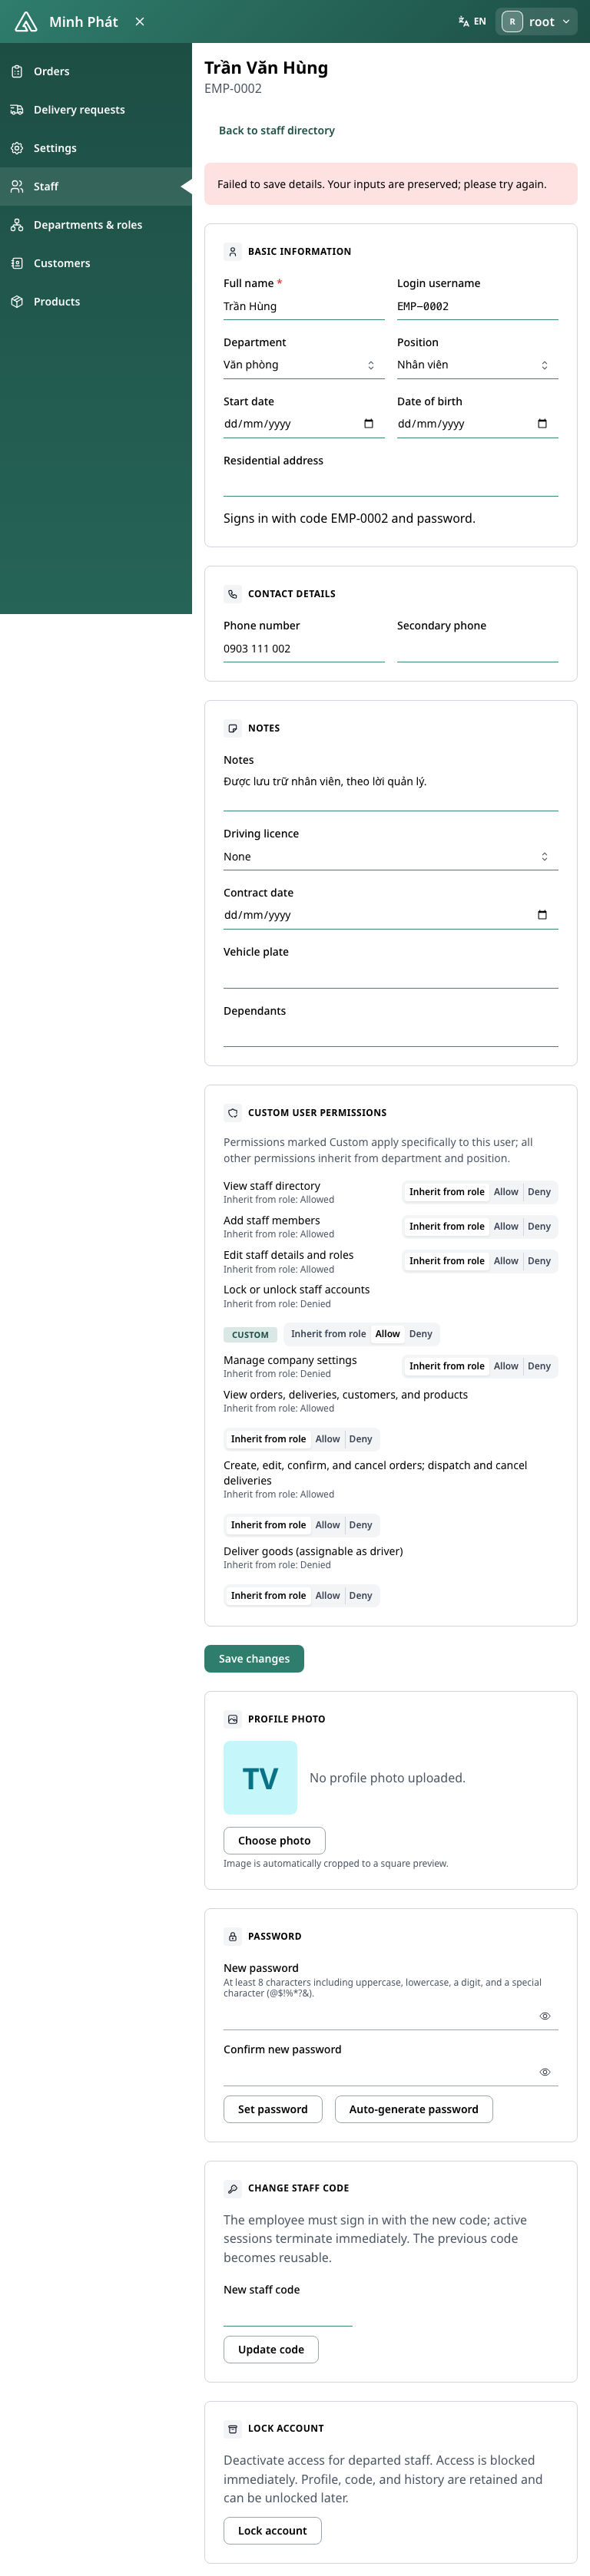 Minh Phát
EN
R
root
Orders
Delivery requests
Settings
Staff
Departments & roles
Customers
Products
Trần Văn Hùng
EMP-0002
Back to staff directory
Failed to save details. Your inputs are preserved; please try again.
BASIC INFORMATION
Full name * Login username
Trần Hùng EMP-0002
Department Position
Văn phòng Nhân viên
Start date Date of birth
dd/mm/yyyy dd/mm/yyyy
Residential address
Signs in with code EMP-0002 and password.
CONTACT DETAILS
Phone number Secondary phone
0903 111 002
NOTES
Notes
Được lưu trữ nhân viên, theo lời quản lý.
Driving licence
None
Contract date
dd/mm/yyyy
Vehicle plate
Dependants
CUSTOM USER PERMISSIONS
Permissions marked Custom apply specifically to this user; all
other permissions inherit from department and position.
View staff directory
Inherit from role: Allowed
Inherit from role Allow Deny
Add staff members
Inherit from role: Allowed
Inherit from role Allow Deny
Edit staff details and roles
Inherit from role: Allowed
Inherit from role Allow Deny
Lock or unlock staff accounts
Inherit from role: Denied
CUSTOM Inherit from role Allow Deny
Manage company settings
Inherit from role: Denied
Inherit from role Allow Deny
View orders, deliveries, customers, and products
Inherit from role: Allowed
Inherit from role Allow Deny
Create, edit, confirm, and cancel orders; dispatch and cancel
deliveries
Inherit from role: Allowed
Inherit from role Allow Deny
Deliver goods (assignable as driver)
Inherit from role: Denied
Inherit from role Allow Deny
Save changes
PROFILE PHOTO
TV
No profile photo uploaded.
Choose photo
Image is automatically cropped to a square preview.
PASSWORD
New password
At least 8 characters including uppercase, lowercase, a digit, and a special
character (@$!%*?&).
Confirm new password
Set password Auto-generate password
CHANGE STAFF CODE
The employee must sign in with the new code; active
sessions terminate immediately. The previous code
becomes reusable.
New staff code
Update code
LOCK ACCOUNT
Deactivate access for departed staff. Access is blocked
immediately. Profile, code, and history are retained and
can be unlocked later.
Lock account